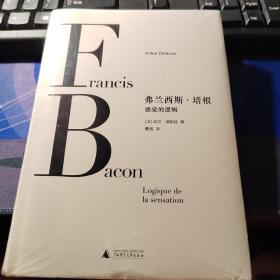 GILLES DELEUZE
Francis
Bacon
弗兰西斯·培根
感觉的逻辑
[法] 吉尔·德勒兹 著
董强 译
Logique de
la sensation
广西师范大学出版社